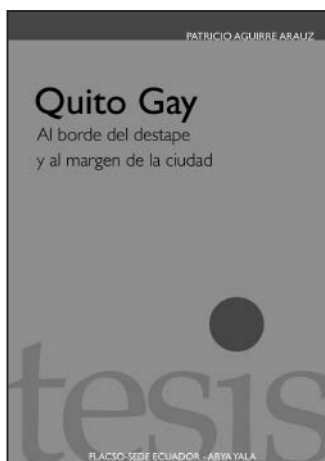 PATRICIO AGUIRRE ARAUZ
Quito Gay
Al borde del destape
y al margen de la ciudad
tesis
FLACSO-SEDE ECUADOR - ABYA YALA